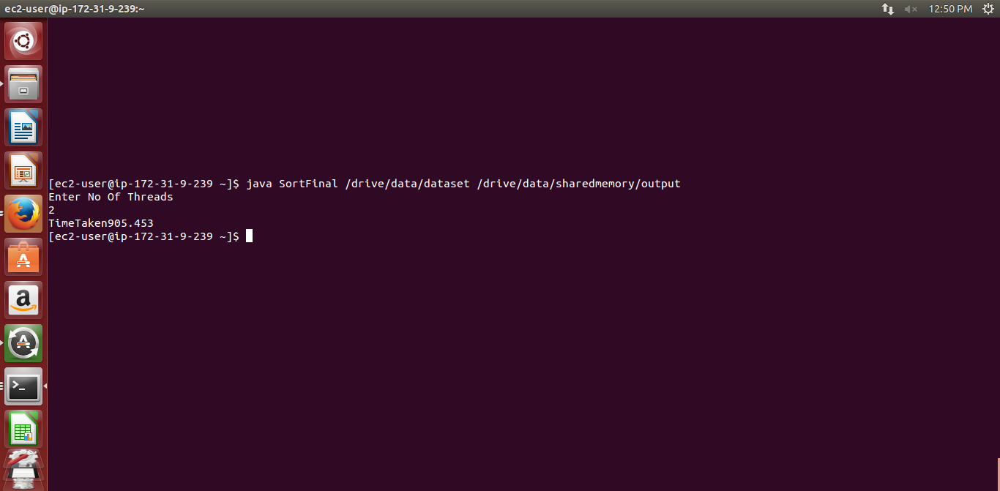 ec2-user@ip-172-31-9-239:~
12:50 PM
[ec2-user@ip-172-31-9-239 ~]$ java SortFinal /drive/data/dataset /drive/data/sharedmemory/output
Enter No Of Threads
2
TimeTaken905.453
[ec2-user@ip-172-31-9-239 ~]$